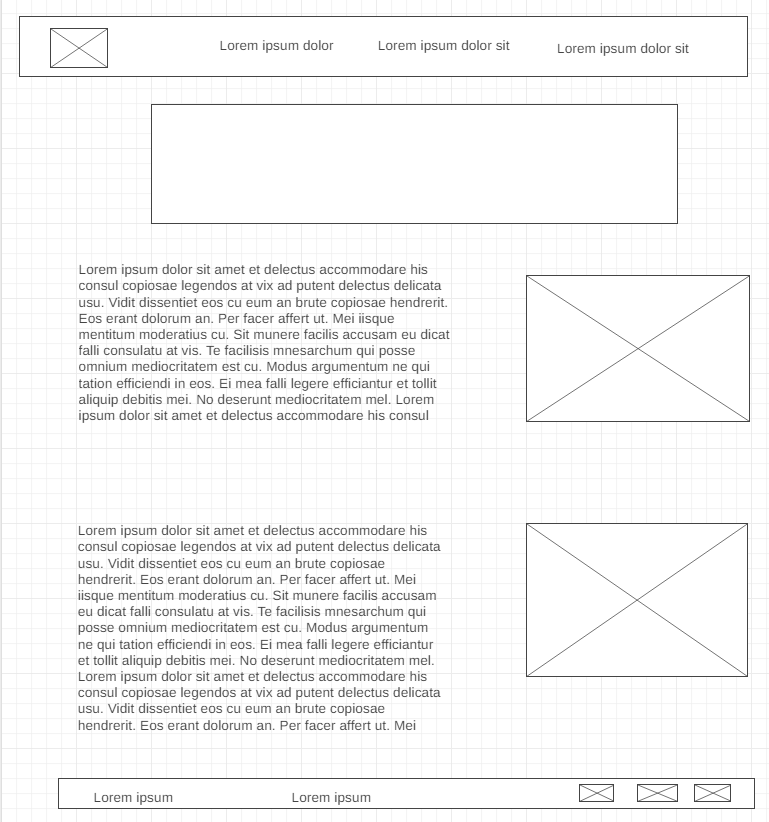 Lorem ipsum dolor
Lorem ipsum dolor sit
Lorem ipsum dolor sit
Lorem ipsum dolor sit amet et delectus accommodare his
consul copiosae legendos at vix ad putent delectus delicata
usu. Vidit dissentiet eos cu eum an brute copiosae hendrerit.
Eos erant dolorum an. Per facer affert ut. Mei iisque
mentitum moderatius cu. Sit munere facilis accusam eu dicat
falli consulatu at vis. Te facilisis mnesarchum qui posse
omnium mediocritatem est cu. Modus argumentum ne qui
tation efficiendi in eos. Ei mea falli legere efficiantur et tollit
aliquip debitis mei. No deserunt mediocritatem mel. Lorem
ipsum dolor sit amet et delectus accommodare his consul
Lorem ipsum dolor sit amet et delectus accommodare his
consul copiosae legendos at vix ad putent delectus delicata
usu. Vidit dissentiet eos cu eum an brute copiosae
hendrerit. Eos erant dolorum an. Per facer affert ut. Mei
iisque mentitum moderatius cu. Sit munere facilis accusam
eu dicat falli consulatu at vis. Te facilisis mnesarchum qui
posse omnium mediocritatem est cu. Modus argumentum
ne qui tation efficiendi in eos. Ei mea falli legere efficiantur
et tollit aliquip debitis mei. No deserunt mediocritatem mel.
Lorem ipsum dolor sit amet et delectus accommodare his
consul copiosae legendos at vix ad putent delectus delicata
usu. Vidit dissentiet eos cu eum an brute copiosae
hendrerit. Eos erant dolorum an. Per facer affert ut. Mei
Lorem ipsum
Lorem ipsum